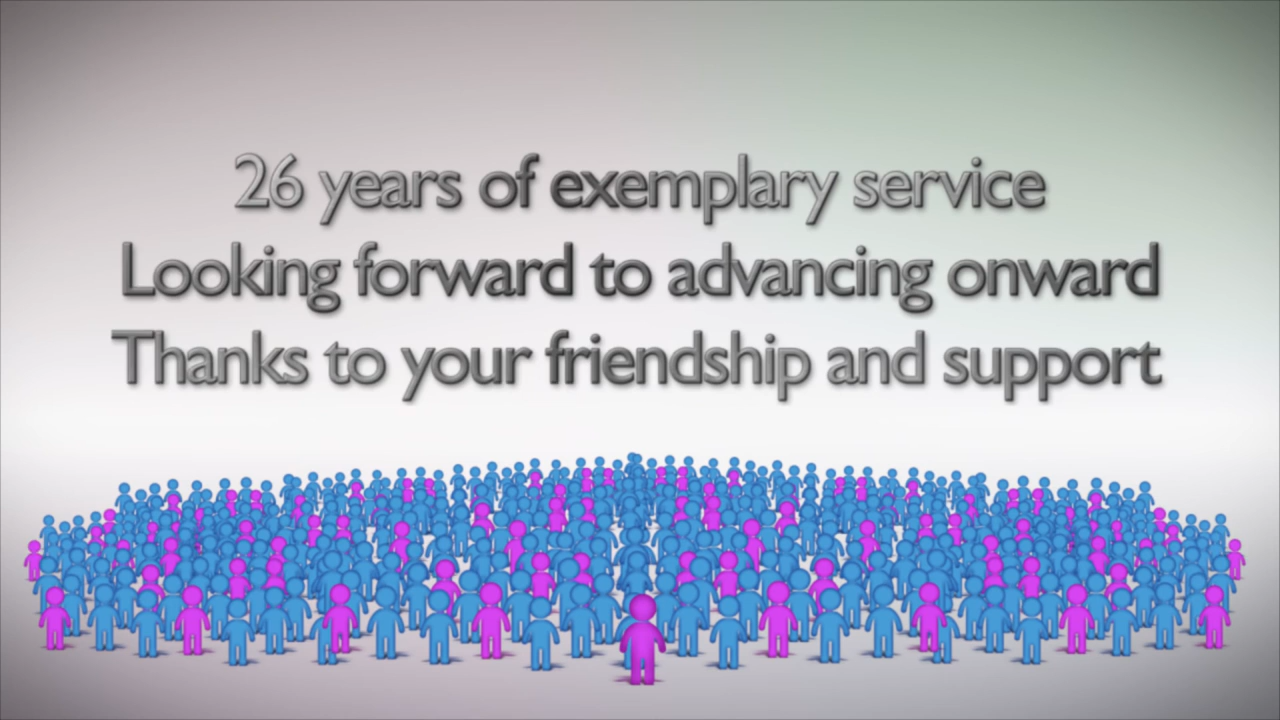 26 years of exemplary service
Looking forward to advancing onward
Thanks to your friendship and support